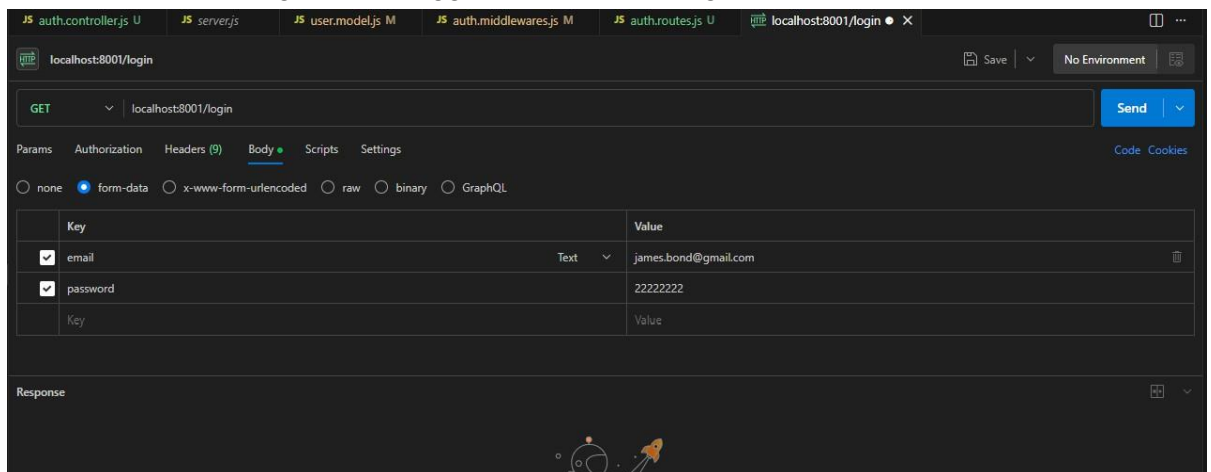 JS auth.controller.js U JS server.js JS user.model.js M JS auth.middlewares.js M JS auth.routes.js U HTTP localhost:8001/login
HTTP localhost:8001/login Save No Environment
GET localhost:8001/login Send
Params Authorization Headers (9) Body Scripts Settings Code Cookies
none form-data x-www-form-urlencoded raw binary GraphQL
Key Value
email Text james.bond@gmail.com
password 22222222
Key Value
Response